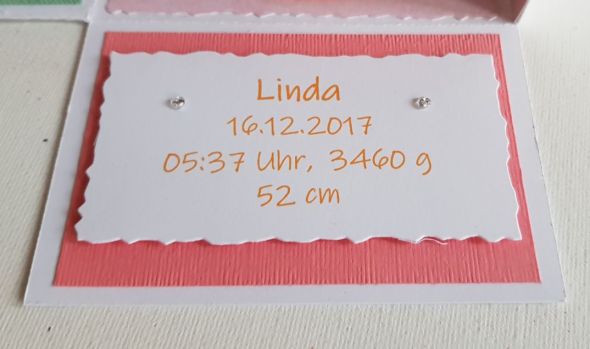 Linda
16.12.2017
05:37 Uhr, 3460 g
52 cm